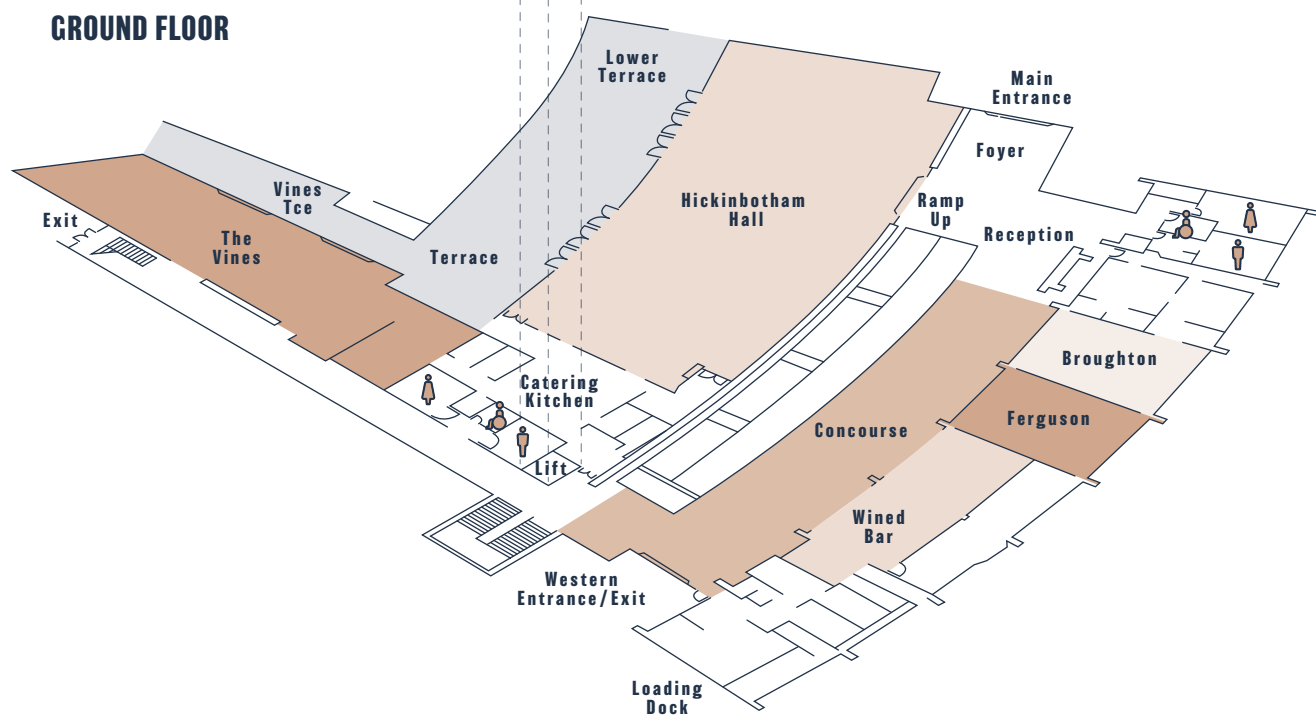 GROUND FLOOR
Lower
Terrace
Main
Entrance
Foyer
Vines
Tce
Hickinbotham
Hall
Ramp
Up
Exit
The
Vines
Terrace
Reception
Broughton
Catering
Kitchen
Ferguson
Concourse
Lift
Wined
Bar
Western
Entrance/Exit
Loading
Dock